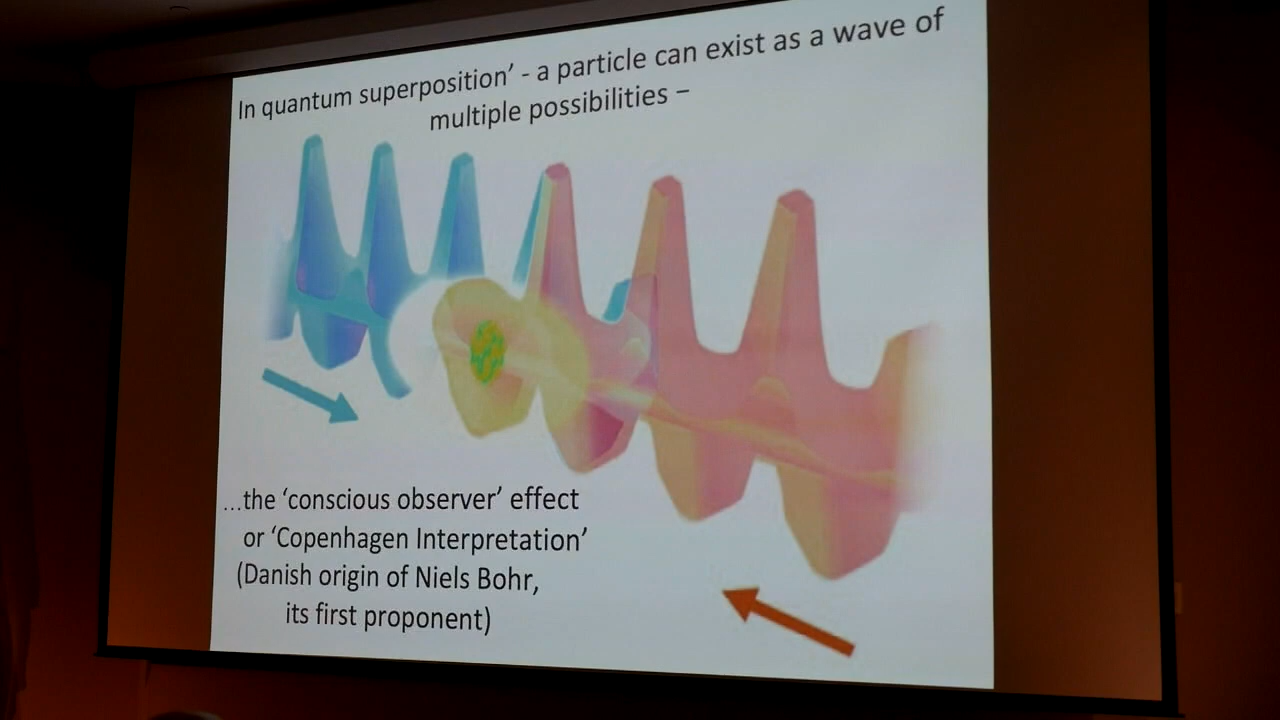 In quantum superposition’ - a particle can exist as a wave of
multiple possibilities –
...the ‘conscious observer’ effect
or ‘Copenhagen Interpretation’
(Danish origin of Niels Bohr,
its first proponent)